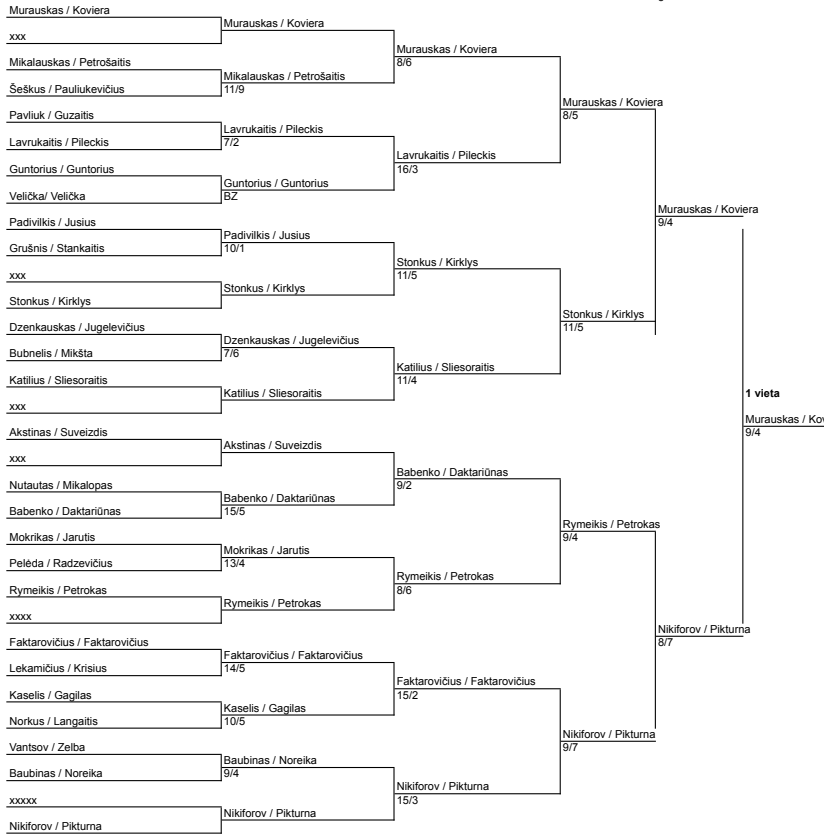 Murauskas / Koviera
xxx
Mikalauskas / Petrošaitis
Šeškus / Pauliukevičius
Pavliuk / Guzaitis
Lavrukaitis / Pileckis
Guntorius / Guntorius
Velička/ Velička
Padivilkis / Jusius
Grušnis / Stankaitis
xxx
Stonkus / Kirklys
Dzenkauskas / Jugelevičius
Bubnelis / Mikšta
Katilius / Sliesoraitis
xxx
Akstinas / Suveizdis
xxx
Nutautas / Mikalopas
Babenko / Daktariūnas
Mokrikas / Jarutis
Pelėda / Radzevičius
Rymeikis / Petrokas
xxxx
Faktarovičius / Faktarovičius
Lekamičius / Krisius
Kaselis / Gagilas
Norkus / Langaitis
Vantsov / Zelba
Baubinas / Noreika
xxxxx
Nikiforov / Pikturna
Murauskas / Koviera
Mikalauskas / Petrošaitis
11/9
Lavrukaitis / Pileckis
7/2
Guntorius / Guntorius
BZ
Padivilkis / Jusius
10/1
Stonkus / Kirklys
Dzenkauskas / Jugelevičius
7/6
Katilius / Sliesoraitis
Akstinas / Suveizdis
Babenko / Daktariūnas
15/5
Mokrikas / Jarutis
13/4
Rymeikis / Petrokas
Faktarovičius / Faktarovičius
14/5
Kaselis / Gagilas
10/5
Baubinas / Noreika
9/4
Nikiforov / Pikturna
Murauskas / Koviera
8/6
Lavrukaitis / Pileckis
16/3
Stonkus / Kirklys
11/5
Katilius / Sliesoraitis
11/4
Babenko / Daktariūnas
9/2
Rymeikis / Petrokas
8/6
Faktarovičius / Faktarovičius
15/2
Nikiforov / Pikturna
15/3
Murauskas / Koviera
8/5
Stonkus / Kirklys
11/5
Rymeikis / Petrokas
9/4
Nikiforov / Pikturna
9/7
Murauskas / Koviera
9/4
Nikiforov / Pikturna
8/7
1 vieta
Murauskas / Kov
9/4